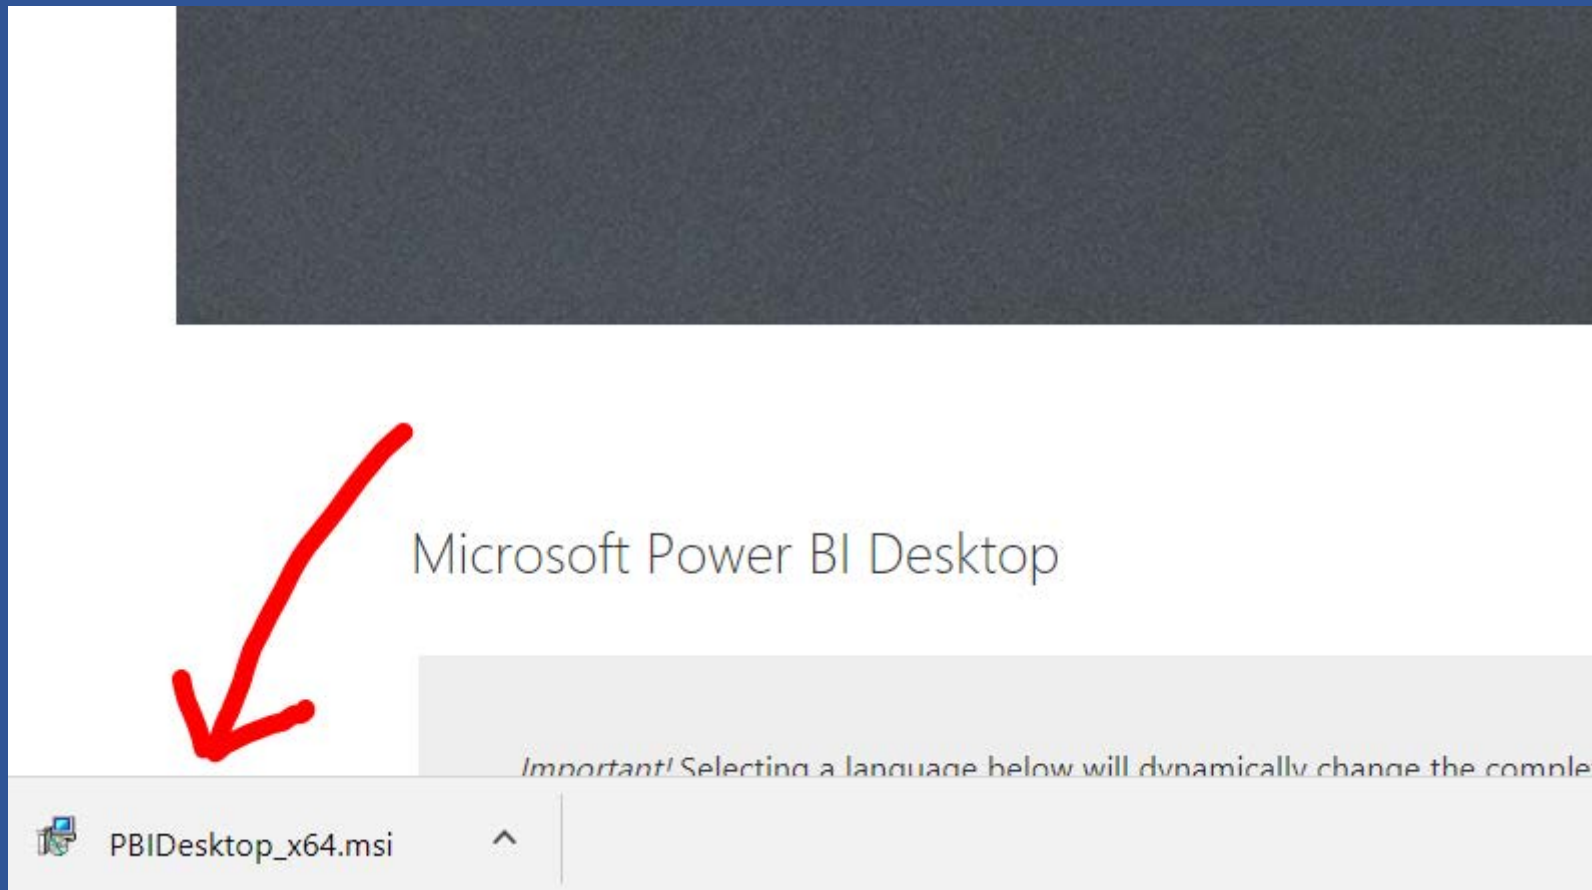 Microsoft Power BI Desktop
Important! Selecting a language below will dynamically change the comple
PBIDesktop_x64.msi